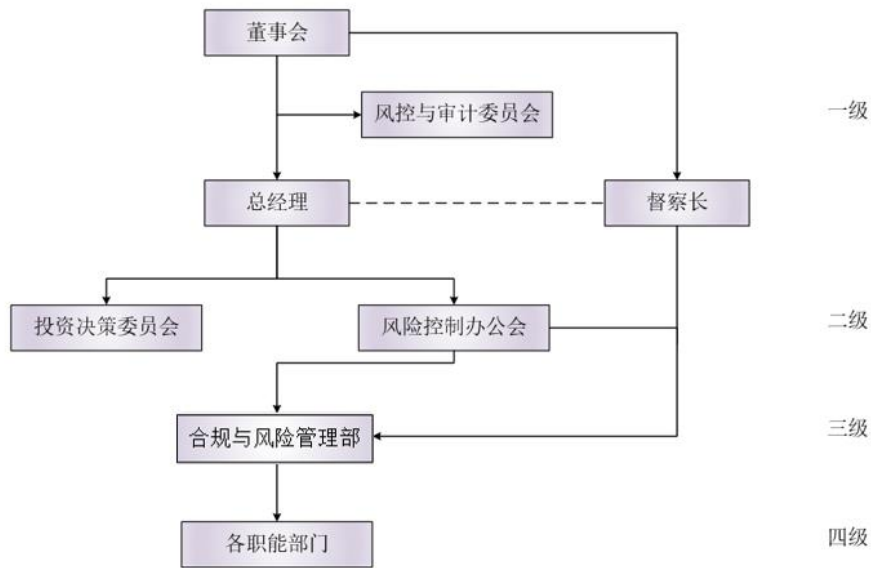 董事会
风控与审计委员会
一级
总经理
督察长
投资决策委员会
风险控制办公会
二级
合规与风险管理部
三级
各职能部门
四级